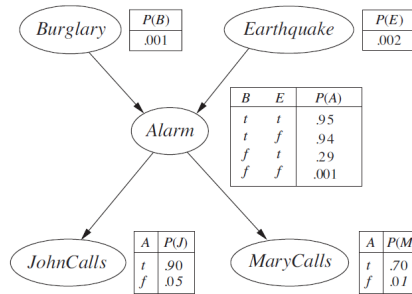 Burglary
P(B)
.001
Earthquake
P(E)
.002
Alarm
B E P(A)
t t .95
t f .94
f t .29
f f .001
JohnCalls
A P(J)
t .90
f .05
MaryCalls
A P(M
t .70
f .01